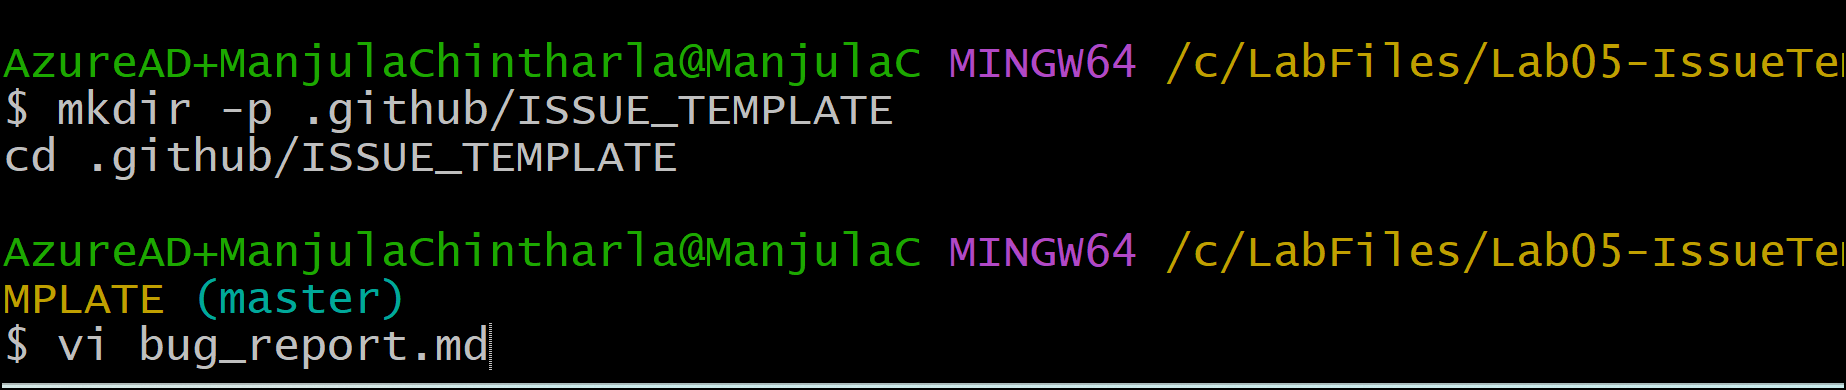 AzureAD+ManjulaChintharla@ManjulaC MINGW64 /c/LabFiles/Lab05-IssueTe
$ mkdir -p .github/ISSUE_TEMPLATE
cd .github/ISSUE_TEMPLATE
AzureAD+ManjulaChintharla@ManjulaC MINGW64 /c/LabFiles/Lab05-IssueTe
MPLATE (master)
$ vi bug_report.md